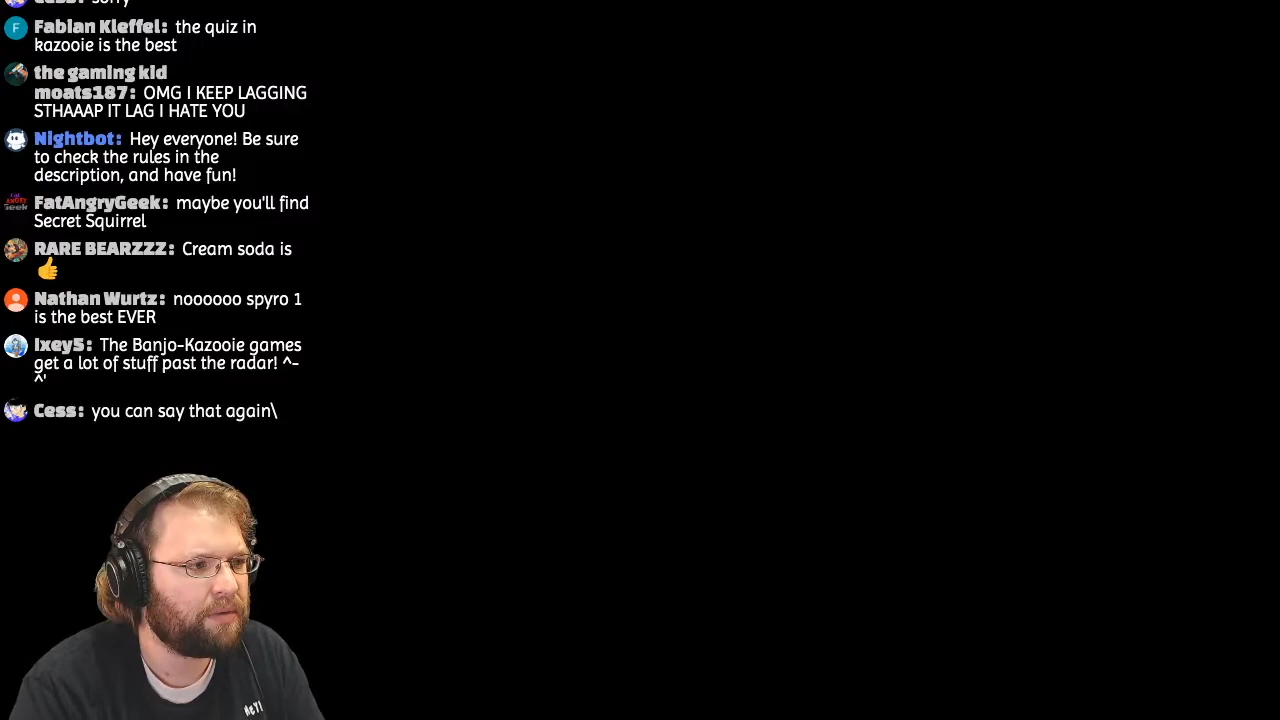 Fabian Kleffel: the quiz in
kazooie is the best
the gaming kid
moats187: OMG I KEEP LAGGING
STHAAAP IT LAG I HATE YOU
Nightbot: Hey everyone! Be sure
to check the rules in the
description, and have fun!
FatAngryGeek: maybe you'll find
Secret Squirrel
RARE BEARZZZ: Cream soda is
👍
Nathan Wurtz: noooooo spyro 1
is the best EVER
Ixey5: The Banjo-Kazooie games
get a lot of stuff past the radar! ^-
^'
Cess: you can say that again\
HEY!